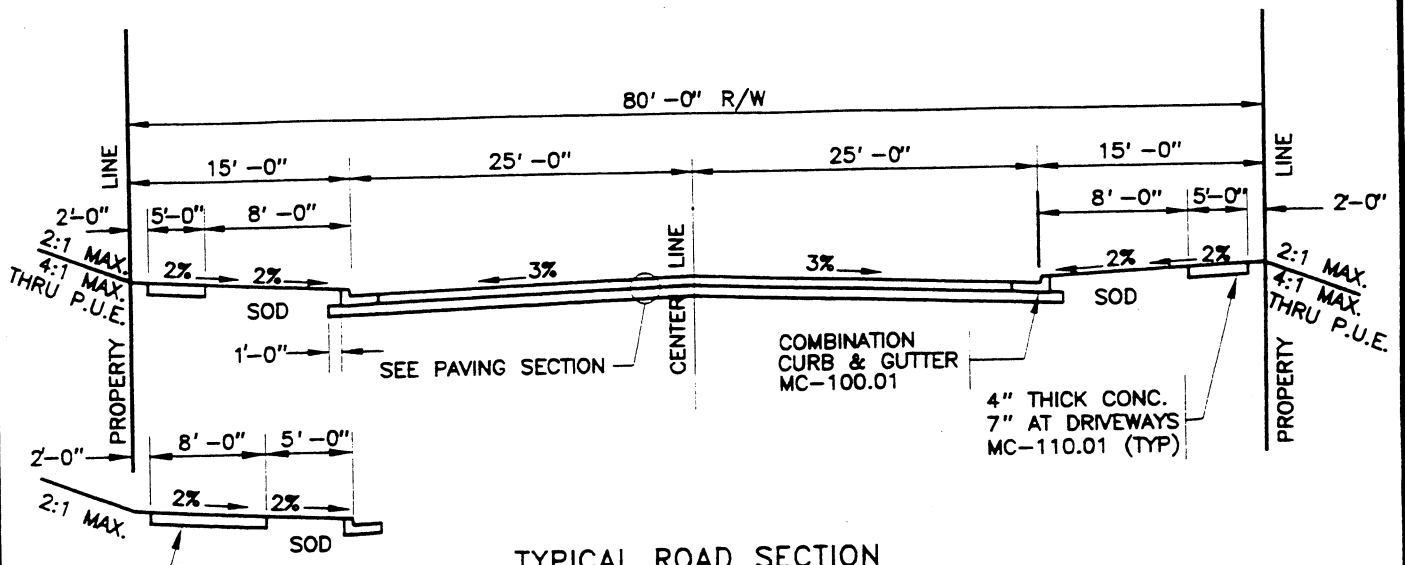 80'-0" R/W
15'-0" 25'-0" 25'-0" 15'-0"
2'-0" 5'-0" 8'-0" 8'-0" 5'-0" 2'-0"
PROPERTY LINE
CENTER LINE
PROPERTY LINE
2:1 MAX.
4:1 MAX.
THRU P.U.E.
2% 2% 3% 3% 2% 2%
2:1 MAX.
4:1 MAX.
THRU P.U.E.
SOD
SOD
1'-0"
SEE PAVING SECTION
COMBINATION
CURB & GUTTER
MC-100.01
4" THICK CONC.
7" AT DRIVEWAYS
MC-110.01 (TYP)
2'-0" 8'-0" 5'-0"
2:1 MAX.
2% 2%
SOD
TYPICAL ROAD SECTION